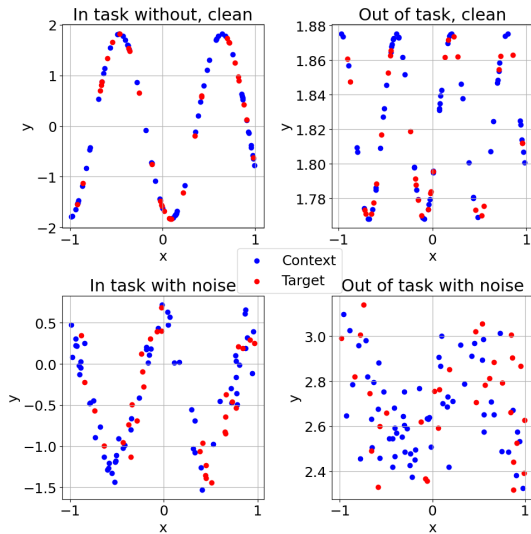 In task without, clean
2
1
0
−1
−2
y
−1
0
1
x
Out of task, clean
1.88
1.86
1.84
1.82
1.80
1.78
y
−1
0
1
x
Context
Target
In task with noise
0.5
0.0
−0.5
−1.0
−1.5
y
−1
0
1
x
Out of task with noise
3.0
2.8
2.6
2.4
y
−1
0
1
x